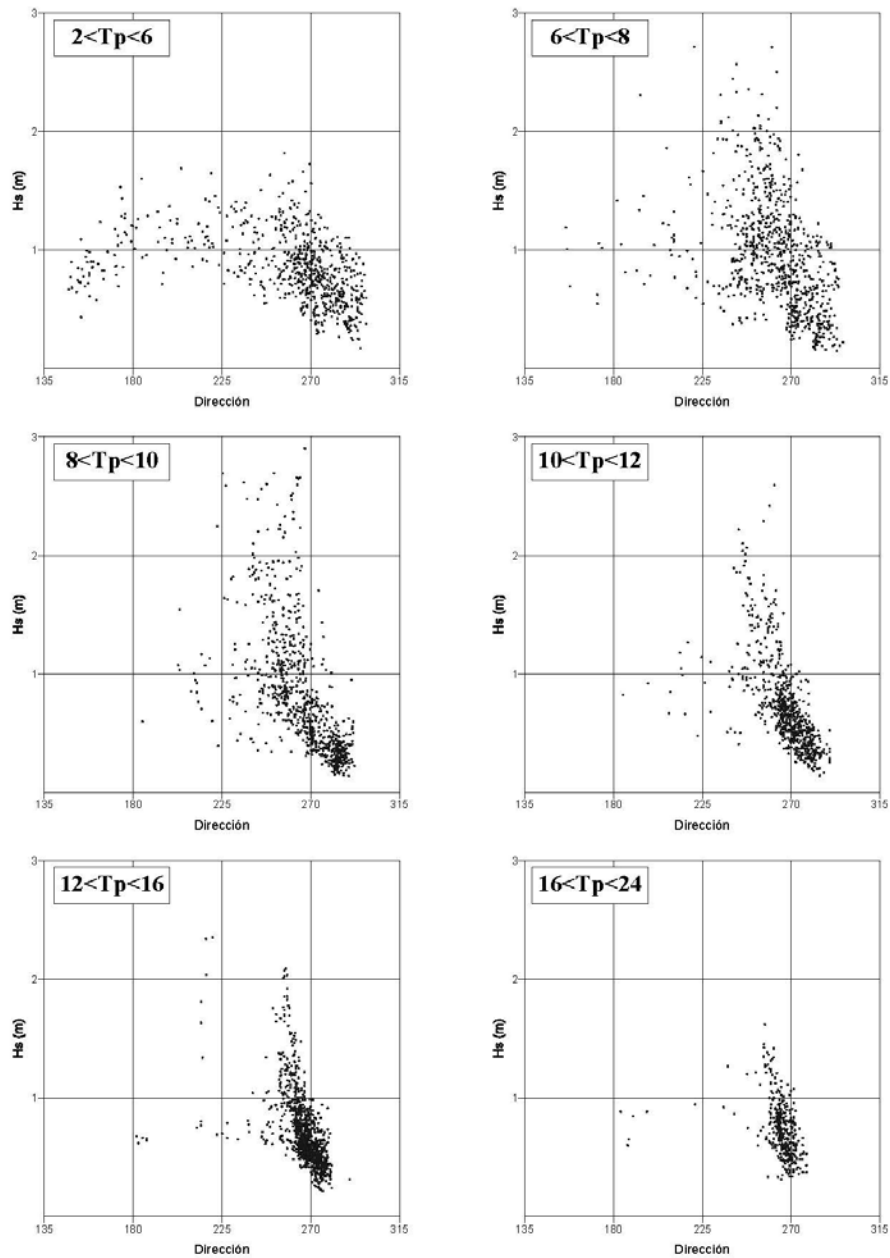 3
2<Tp<6
2
Hs (m)
1
135 180 225 270 315
Dirección
3
6<Tp<8
2
Hs (m)
1
135 180 225 270 315
Dirección
3
8<Tp<10
2
Hs (m)
1
135 180 225 270 315
Dirección
3
10<Tp<12
2
Hs (m)
1
135 180 225 270 315
Dirección
3
12<Tp<16
2
Hs (m)
1
135 180 225 270 315
Dirección
3
16<Tp<24
2
Hs (m)
1
135 180 225 270 315
Dirección